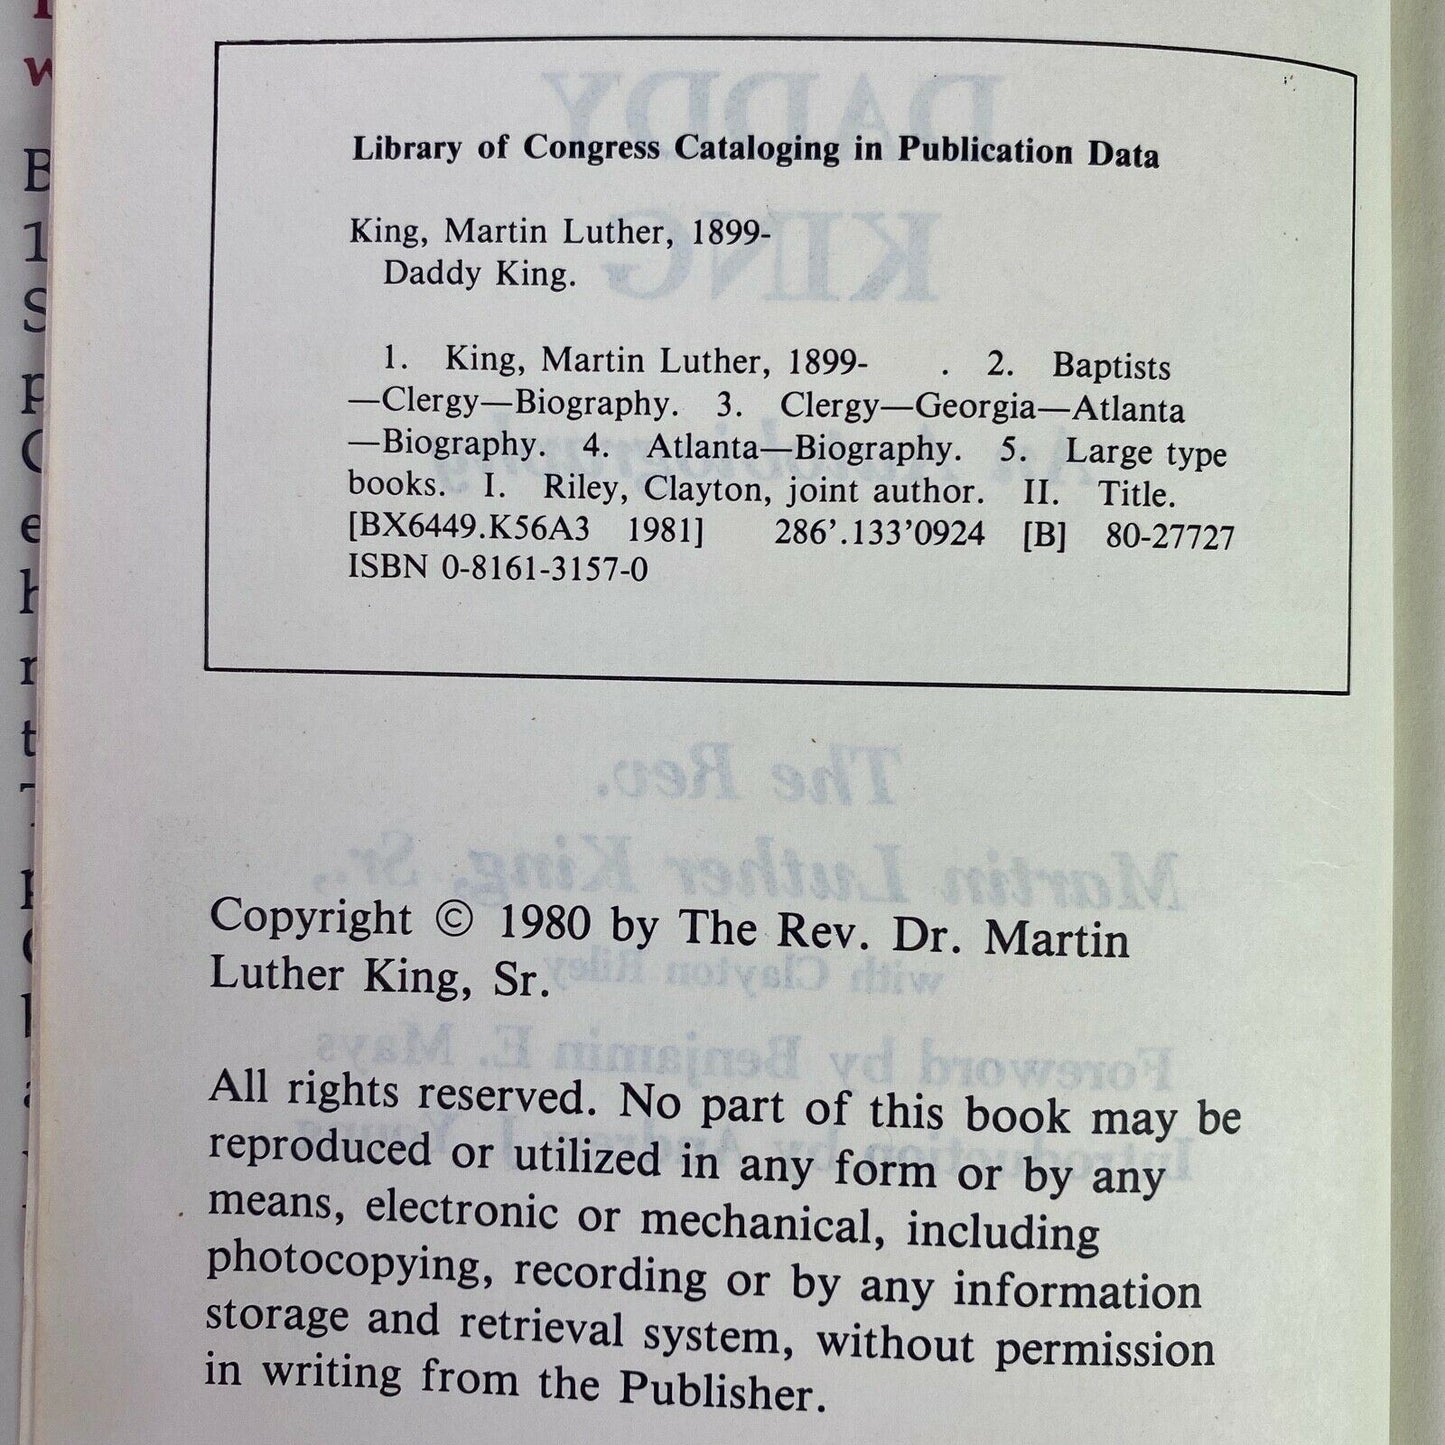 Library of Congress Cataloging in Publication Data
King, Martin Luther, 1899-
Daddy King.
1. King, Martin Luther, 1899- . 2. Baptists
—Clergy—Biography. 3. Clergy—Georgia—Atlanta
—Biography. 4. Atlanta—Biography. 5. Large type
books. I. Riley, Clayton, joint author. II. Title.
[BX6449.K56A3 1981] 286'.133'0924 [B] 80-27727
ISBN 0-8161-3157-0
Copyright © 1980 by The Rev. Dr. Martin
Luther King, Sr.
All rights reserved. No part of this book may be
reproduced or utilized in any form or by any
means, electronic or mechanical, including
photocopying, recording or by any information
storage and retrieval system, without permission
in writing from the Publisher.